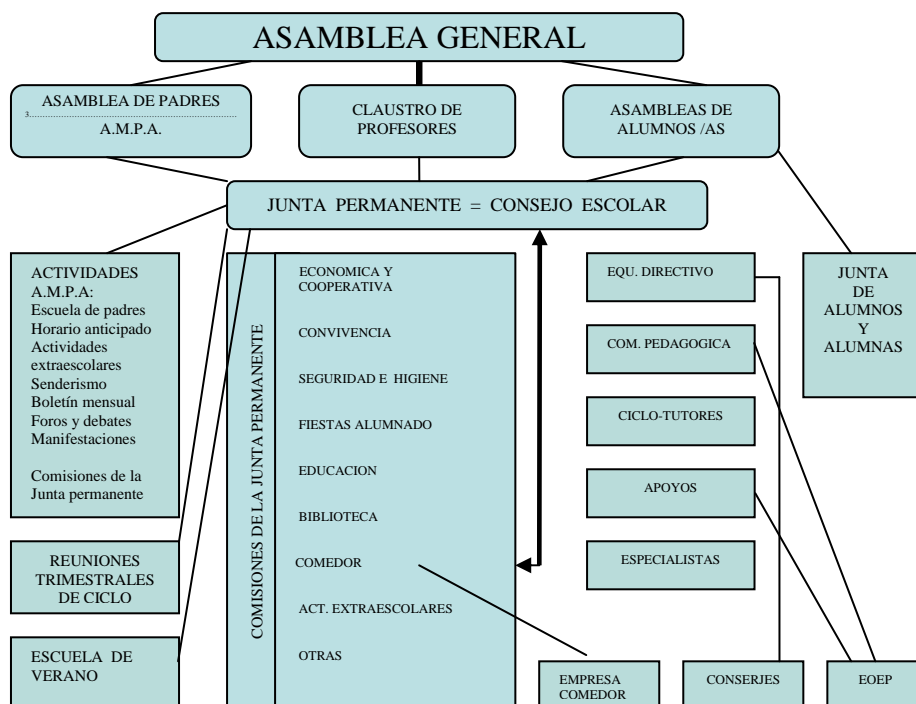 ASAMBLEA GENERAL
ASAMBLEA DE PADRES
3
A.M.P.A.
CLAUSTRO DE
PROFESORES
ASAMBLEAS DE
ALUMNOS /AS
JUNTA PERMANENTE = CONSEJO ESCOLAR
ACTIVIDADES
A.M.P.A:
Escuela de padres
Horario anticipado
Actividades
extraescolares
Senderismo
Boletín mensual
Foros y debates
Manifestaciones
Comisiones de la
Junta permanente
REUNIONES
TRIMESTRALES
DE CICLO
ESCUELA DE
VERANO
COMISIONES DE LA JUNTA PERMANENTE
ECONOMICA Y
COOPERATIVA
CONVIVENCIA
SEGURIDAD E HIGIENE
FIESTAS ALUMNADO
EDUCACION
BIBLIOTECA
COMEDOR
ACT. EXTRAESCOLARES
OTRAS
EQU. DIRECTIVO
COM. PEDAGOGICA
CICLO-TUTORES
APOYOS
ESPECIALISTAS
JUNTA
DE
ALUMNOS
Y
ALUMNAS
EMPRESA
COMEDOR
CONSERJES
EOEP